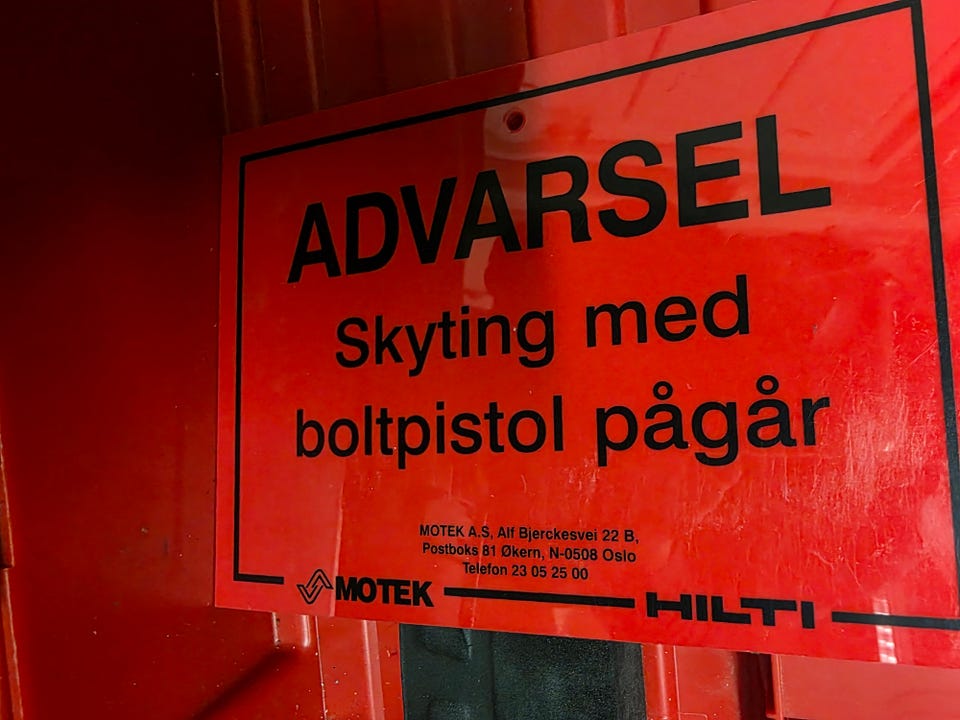 ADVARSEL
Skyting med
boltpistol pågår
MOTEK A.S, Alf Bjerckesvei 22 B,
Postboks 81 Økern, N-0508 Oslo
Telefon 23 05 25 00
MOTEK HILTI